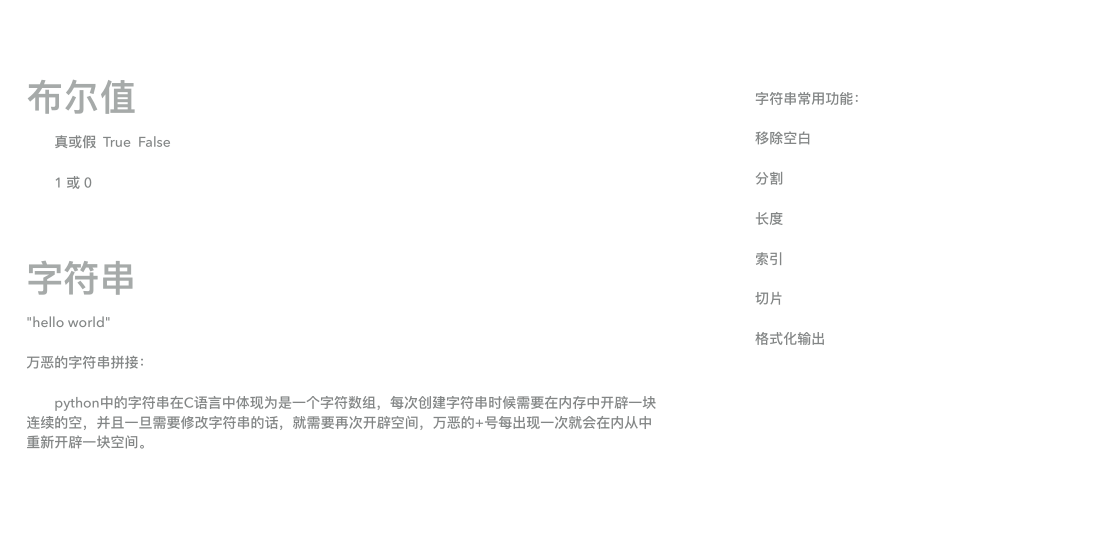 布尔值
真或假 True False
1 或 0
字符串
"hello world"
万恶的字符串拼接：
python中的字符串在C语言中体现为是一个字符数组，每次创建字符串时候需要在内存中开辟一块
连续的空，并且一旦需要修改字符串的话，就需要再次开辟空间，万恶的+号每出现一次就会在内从中
重新开辟一块空间。
字符串常用功能：
移除空白
分割
长度
索引
切片
格式化输出